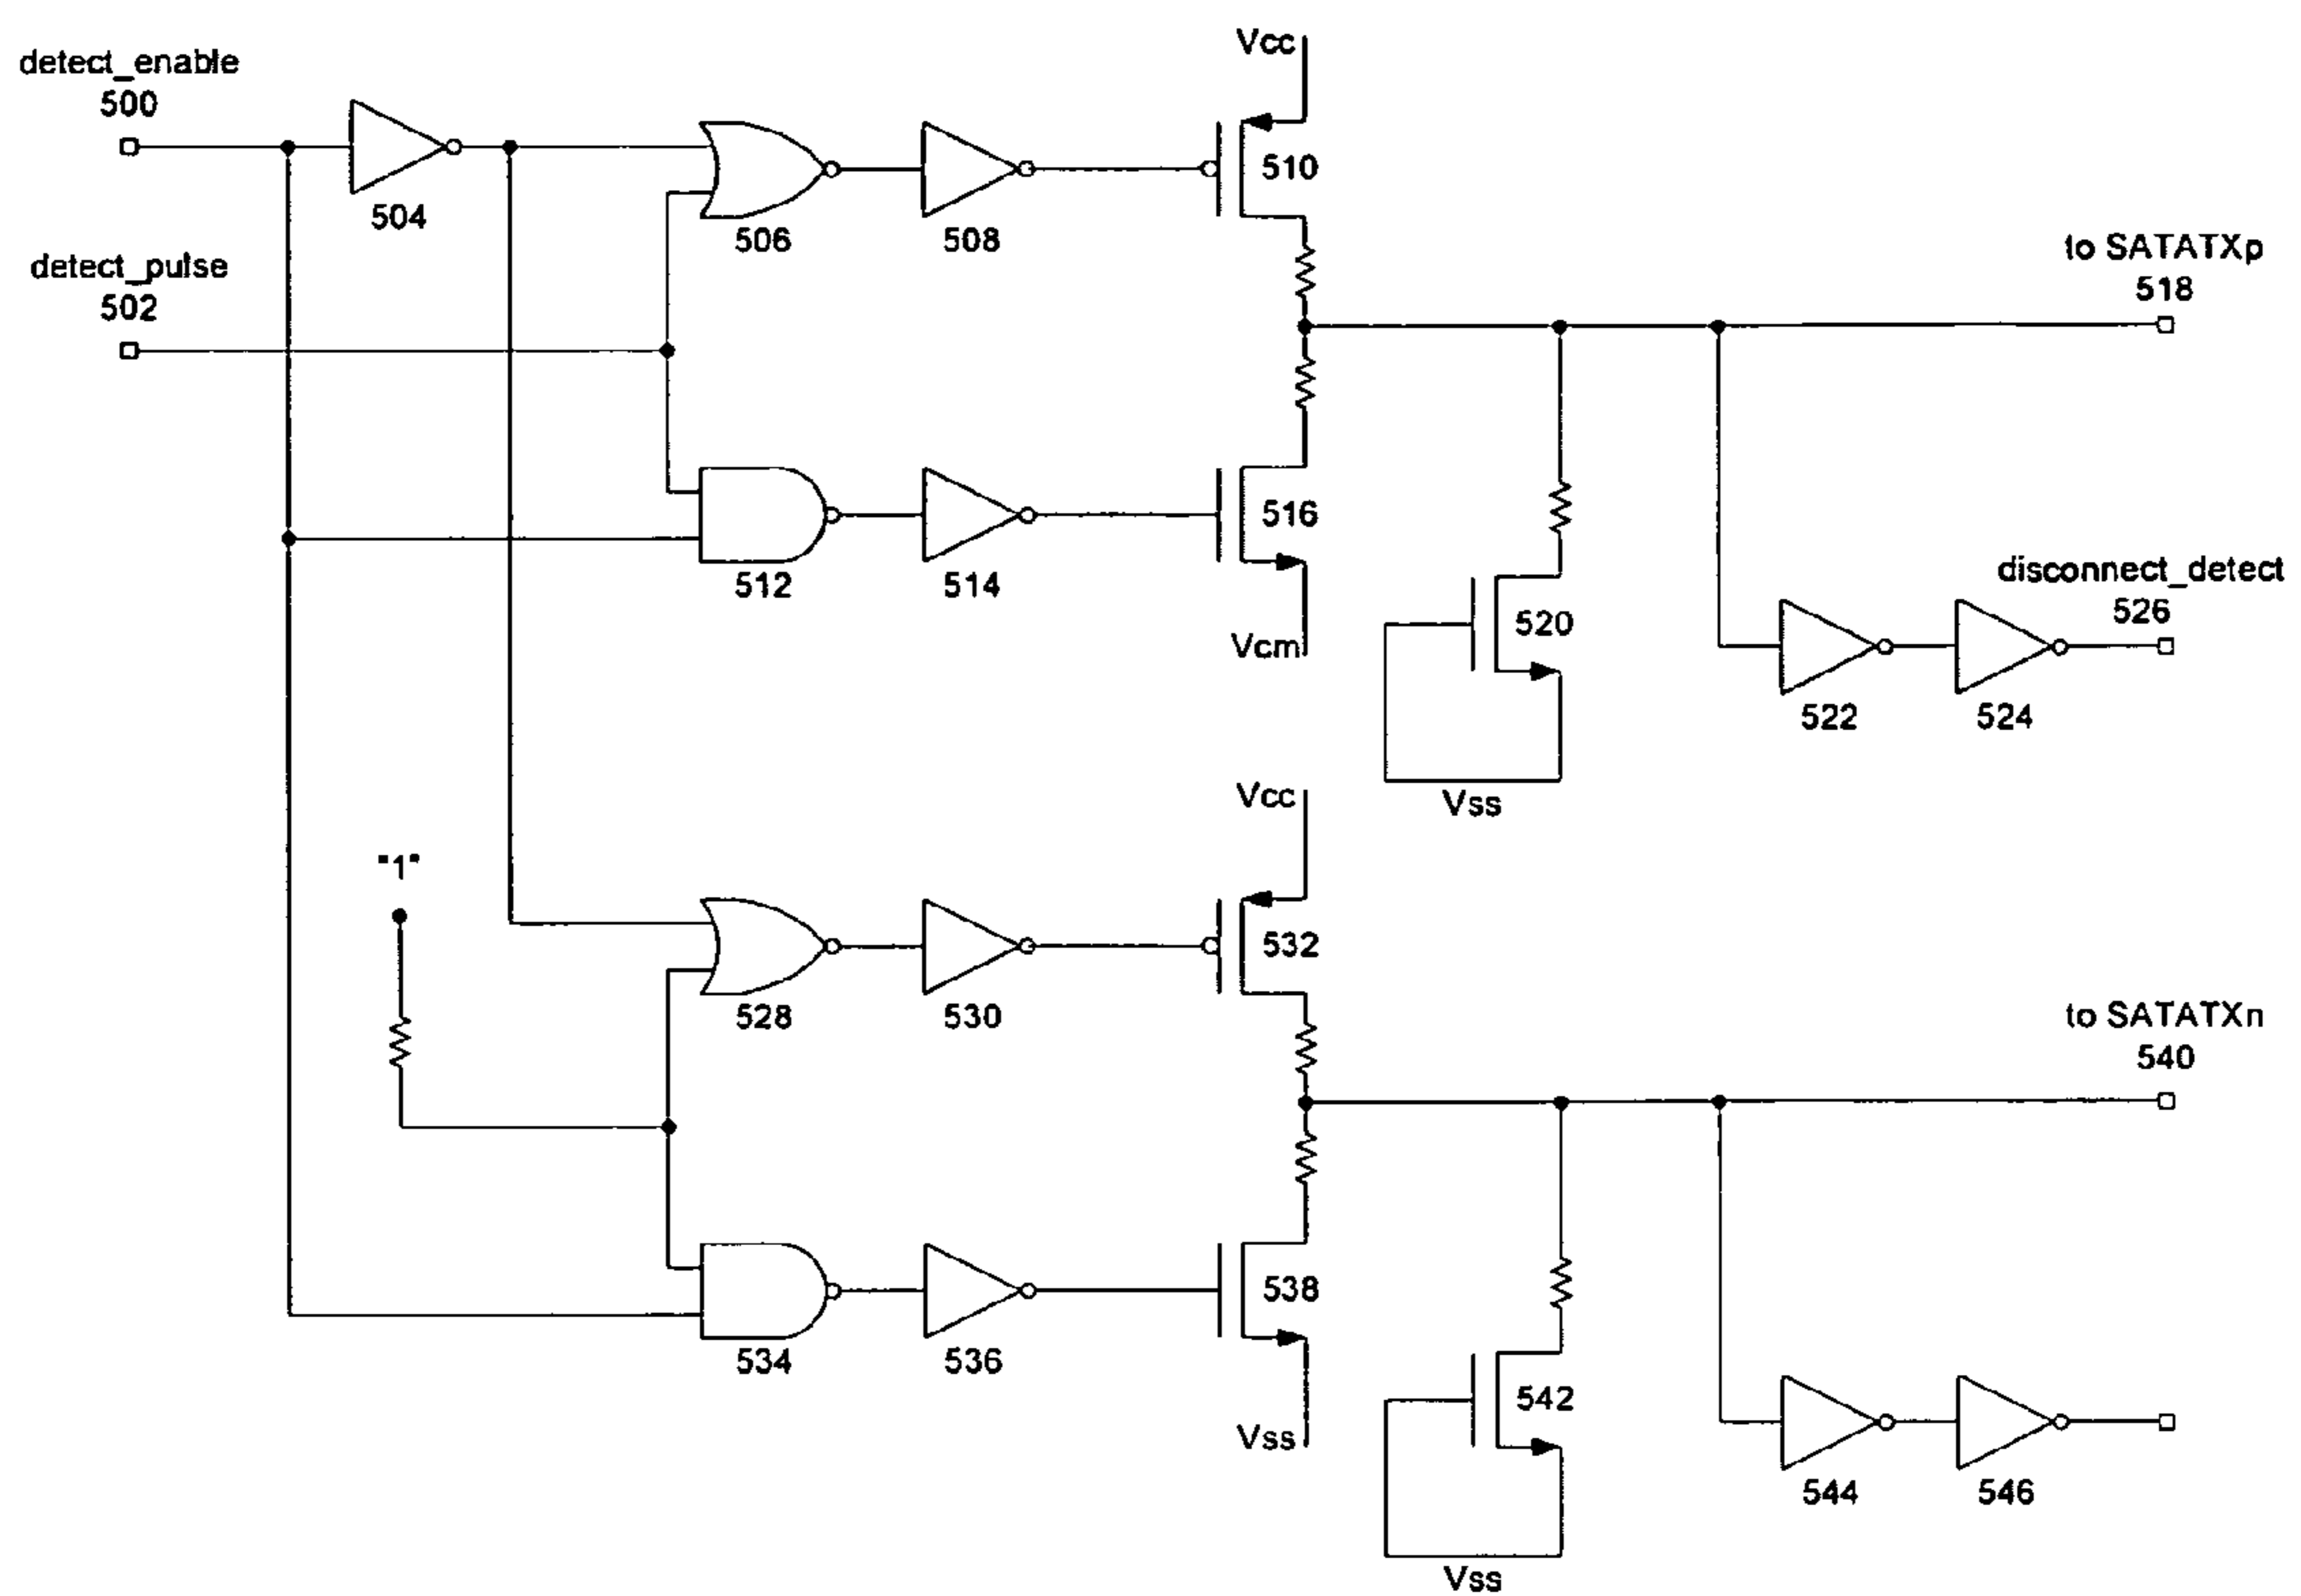 detect_enable
500
504
detect_pulse
502
506
508
Vcc
510
to SATATXp
518
512
514
516
Vcm
520
Vss
disconnect_detect
526
522
524
"1"
528
530
Vcc
532
to SATATXn
540
534
536
538
Vss
542
Vss
544
546